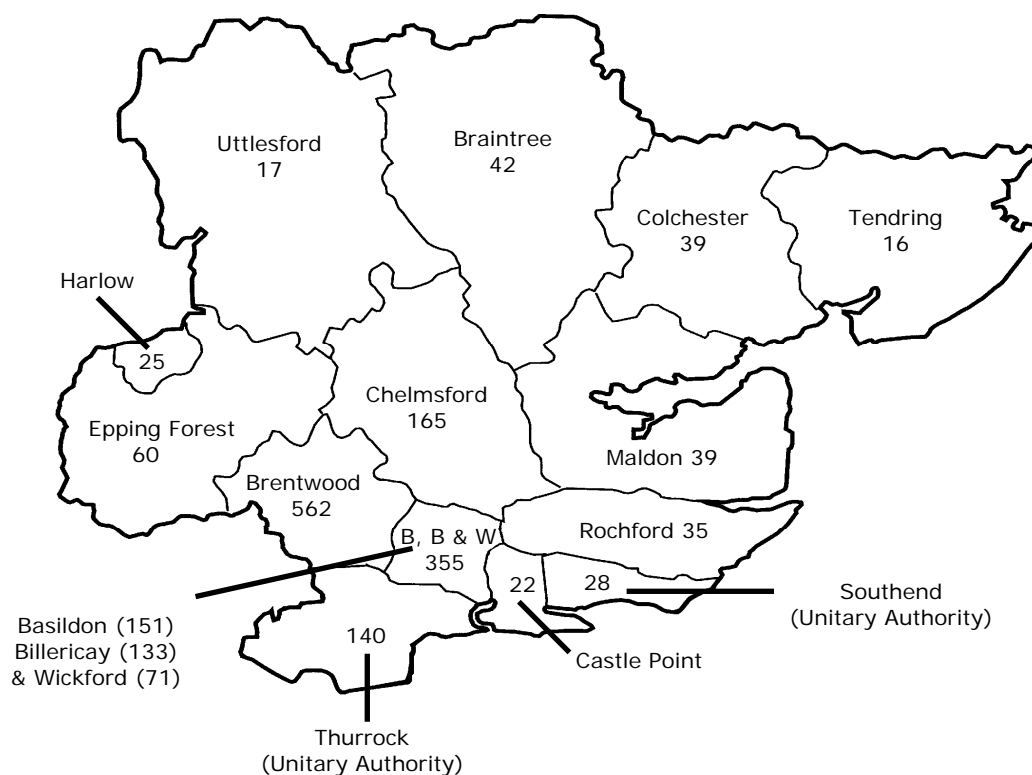 Uttlesford
17
Braintree
42
Colchester
39
Tendring
16
Harlow
25
Epping Forest
60
Chelmsford
165
Maldon 39
Brentwood
562
B, B & W
355
Rochford 35
22
28
Southend
(Unitary Authority)
Basildon (151)
Billericay (133)
& Wickford (71)
140
Castle Point
Thurrock
(Unitary Authority)